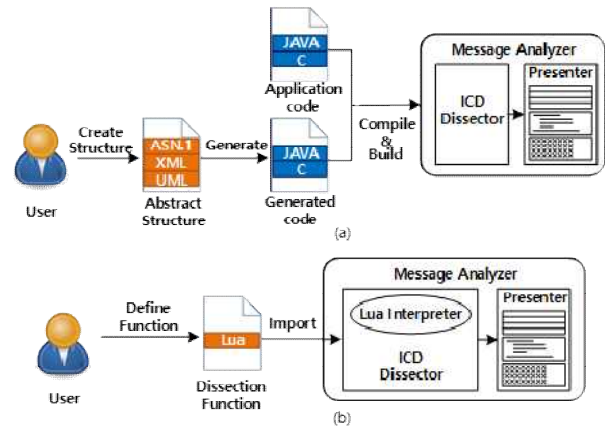 JAVA
C
Application
code
Message Analyzer
Presenter
ICD
Dissector
Create
Structure
ASN.1
XML
UML
Generate
JAVA
C
Compile
&
Build
User
Abstract
Structure
Generated
code
(a)
Message Analyzer
Define
Function
Lua
Import
Lua Interpreter
Presenter
ICD
Dissector
User
Dissection
Function
(b)